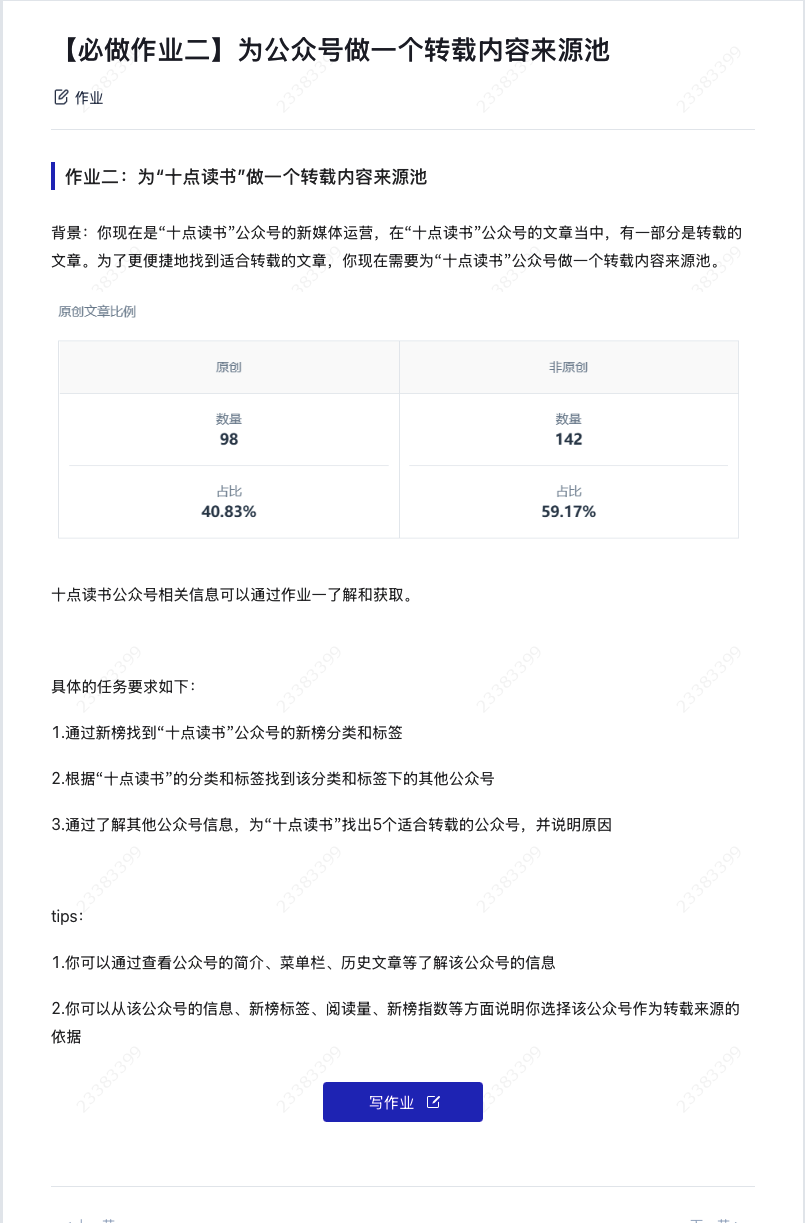 【必做作业二】为公众号做一个转载内容来源池
作业
作业二：为“十点读书”做一个转载内容来源池
背景：你现在是“十点读书”公众号的新媒体运营，在“十点读书”公众号的文章当中，有一部分是转载的
文章。为了更便捷地找到适合转载的文章，你现在需要为“十点读书”公众号做一个转载内容来源池。
原创文章比例
原创 非原创
数量 数量
98 142
占比 占比
40.83% 59.17%
十点读书公众号相关信息可以通过作业一了解和获取。
具体的任务要求如下：
1.通过新榜找到“十点读书”公众号的新榜分类和标签
2.根据“十点读书”的分类和标签找到该分类和标签下的其他公众号
3.通过了解其他公众号信息，为“十点读书”找出5个适合转载的公众号，并说明原因
tips：
1.你可以通过查看公众号的简介、菜单栏、历史文章等了解该公众号的信息
2.你可以从该公众号的信息、新榜标签、阅读量、新榜指数等方面说明你选择该公众号作为转载来源的
依据
写作业
23383399